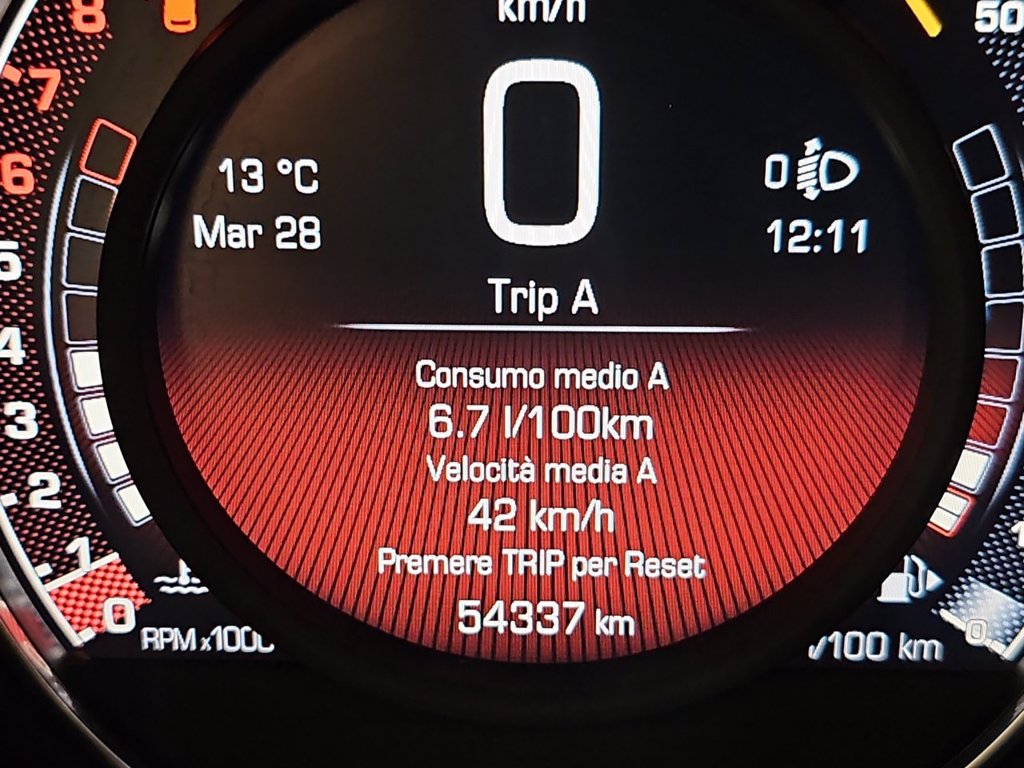 km/h
0
13 °C
Mar 28
0
12:11
Trip A
Consumo medio A
6.7 l/100km
Velocità media A
42 km/h
Premere TRIP per Reset
54337 km
8
7
6
5
4
3
2
1
0
RPM x1000
50
0
/100 km